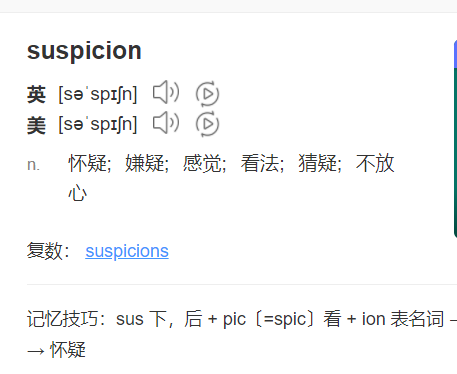 suspicion
英 [səˈspɪʃn]
美 [səˈspɪʃn]
n. 怀疑; 嫌疑; 感觉; 看法; 猜疑; 不放
心
复数: suspicions
记忆技巧: sus 下，后 + pic〔=spic〕看 + ion 表名词 -
→ 怀疑